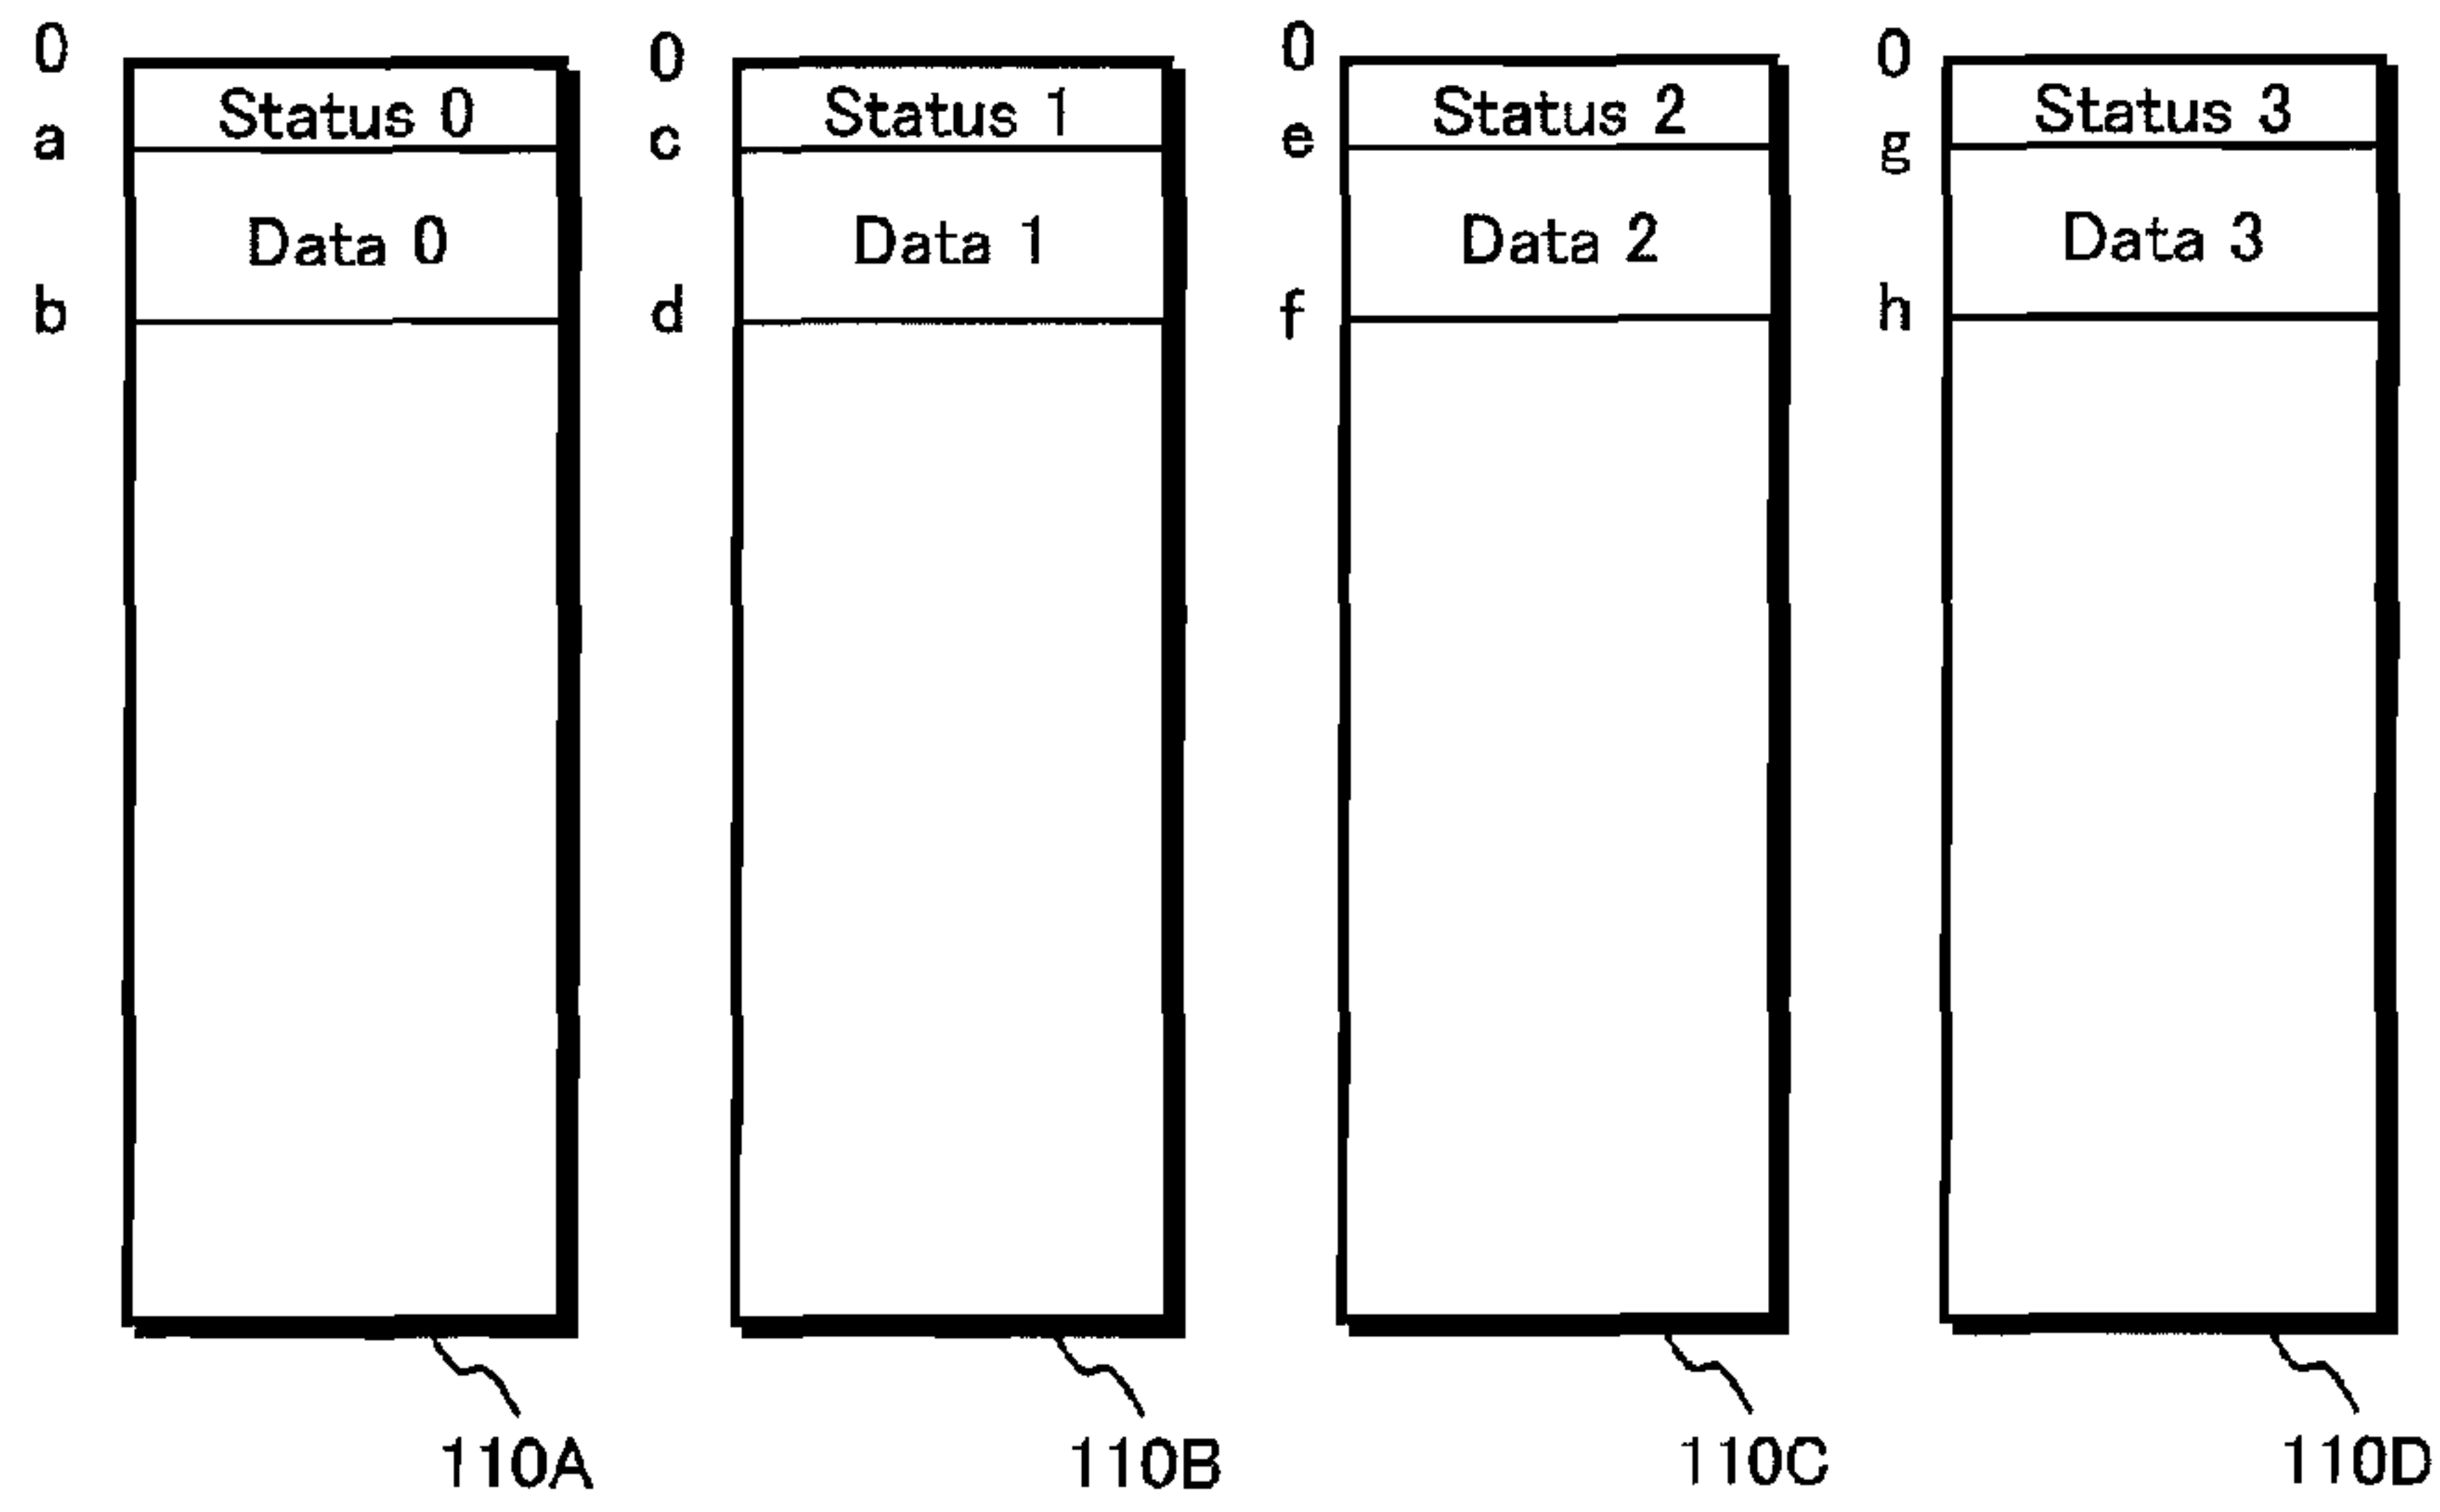 0 0 0 0
Status 0 Status 1 Status 2 Status 3
a c e g
Data 0 Data 1 Data 2 Data 3
b d f h
110A 110B 110C 110D